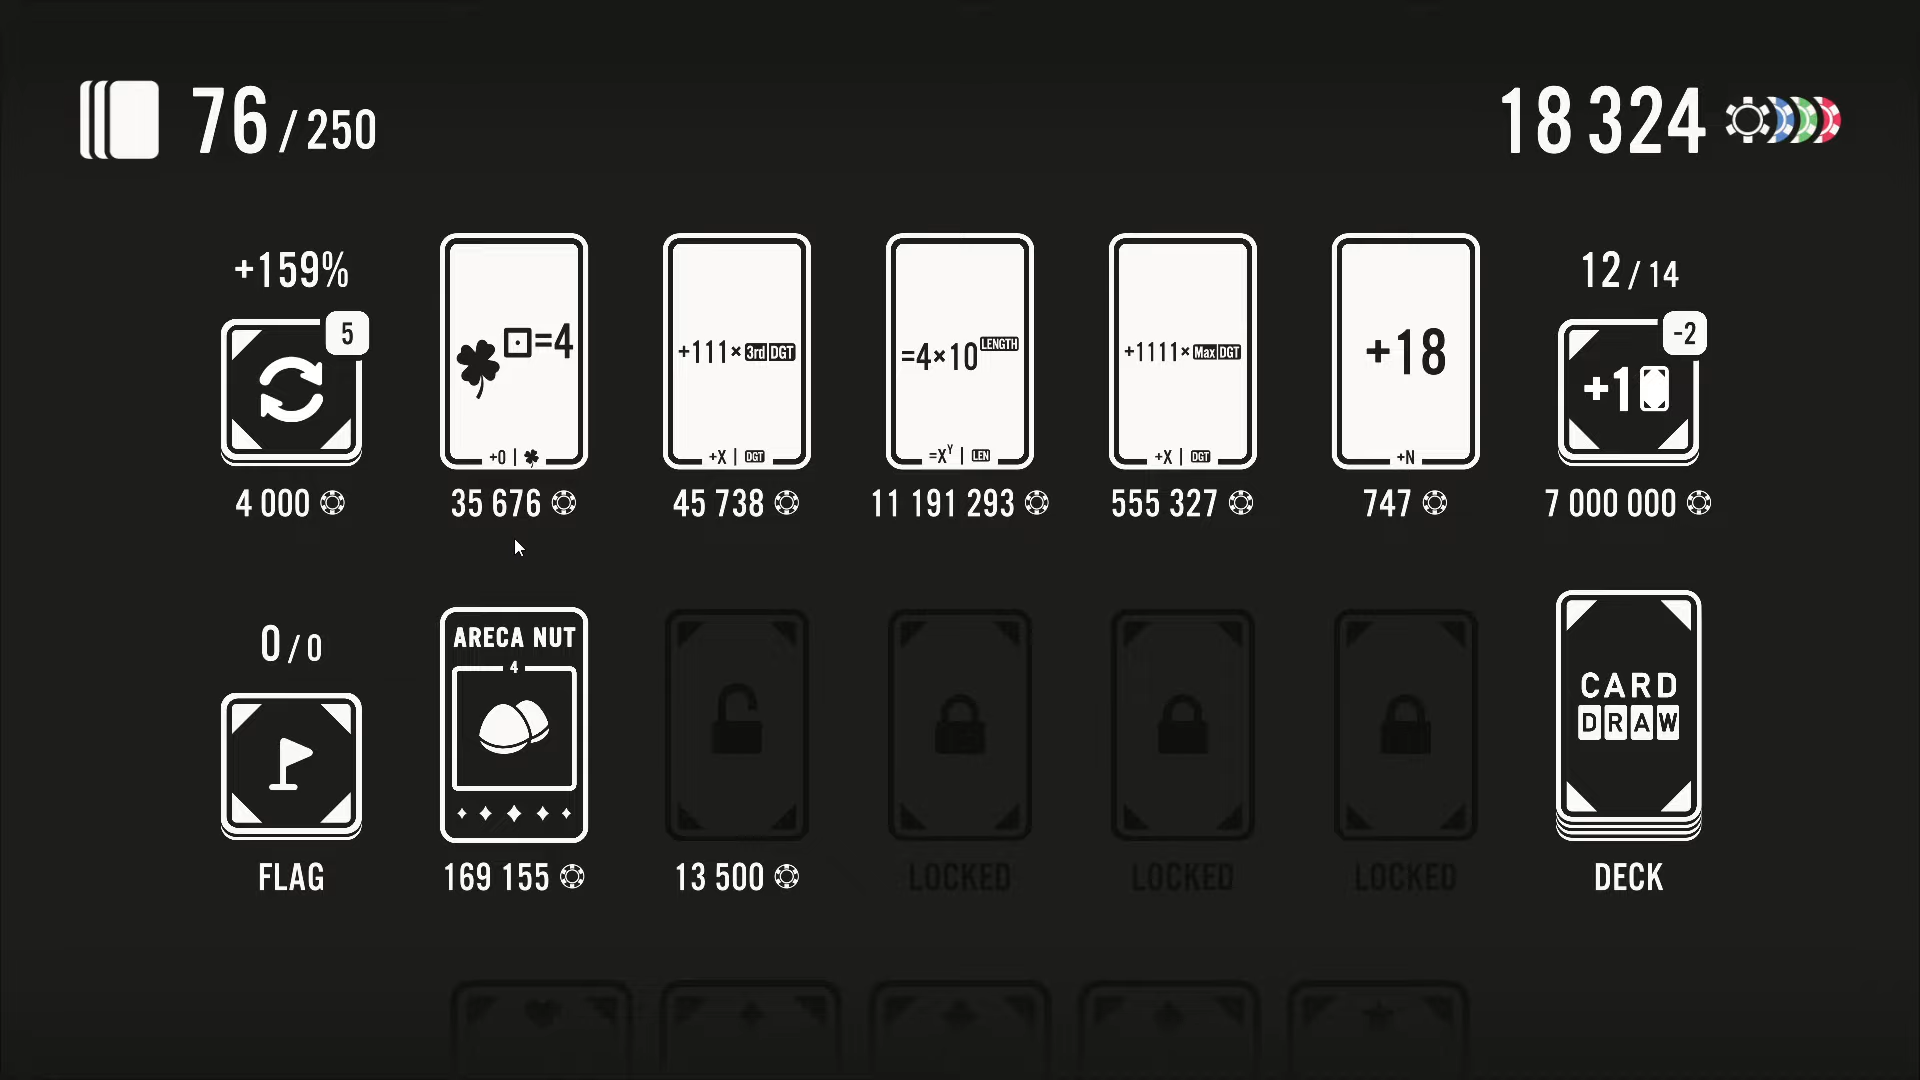 76 / 250
18 324
+159%
5
4 000
=4
+0 |
35 676
+111× 3rd DGT
+X | DGT
45 738
=4×10 LENGTH
=X^Y | LEN
11 191 293
+1111× Max DGT
+X | DGT
555 327
+18
+N
747
12 / 14
-2
+1
7 000 000
0 / 0
FLAG
ARECA NUT
4
169 155
13 500
LOCKED
LOCKED
LOCKED
CARD
DRAW
DECK